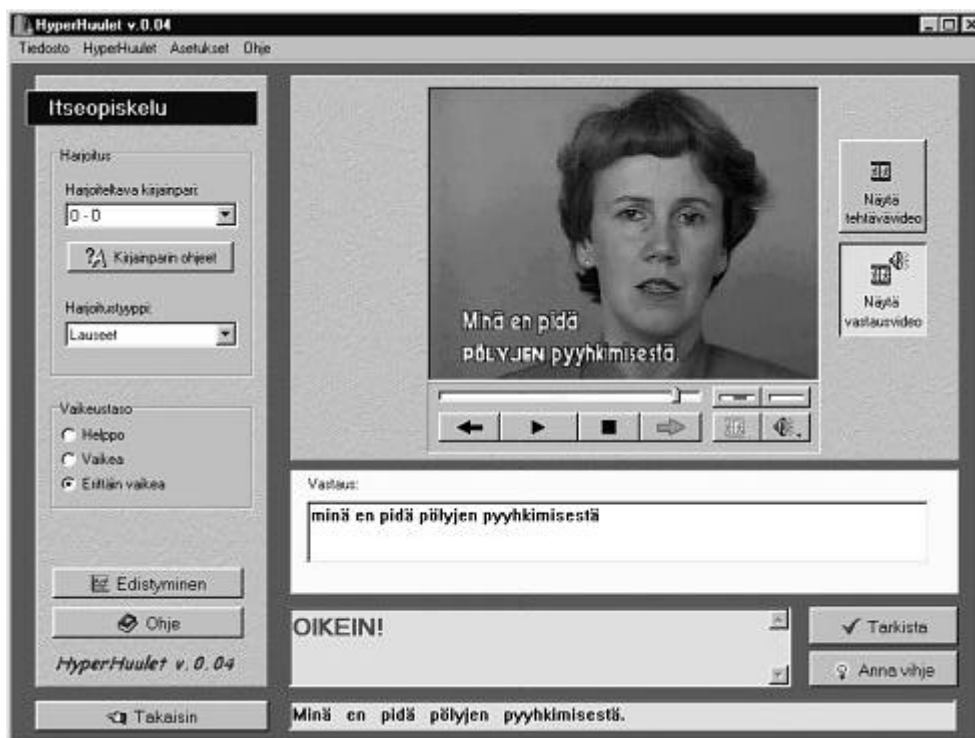 HyperHuulet v.0.04
Tiedosto HyperHuulet Asetukset Ohje
Itseopiskelu
Harjoitus
Harjoiteltava kirjainpari:
O - Ö
Kirjainparin ohjeet
Harjoitustyyppi:
Lauseet
Vaikeustaso
Helppo
Vaikea
Erittäin vaikea
Edistyminen
Ohje
HyperHuulet v.0.04
Takaisin
Minä en pidä
PÖLYJEN pyyhkimisestä.
Näytä
tehtävävideo
Näytä
vastausvideo
Vastaus:
minä en pidä pölyjen pyyhkimisestä
OIKEIN!
Tarkista
Anna vihje
Minä en pidä pölyjen pyyhkimisestä.